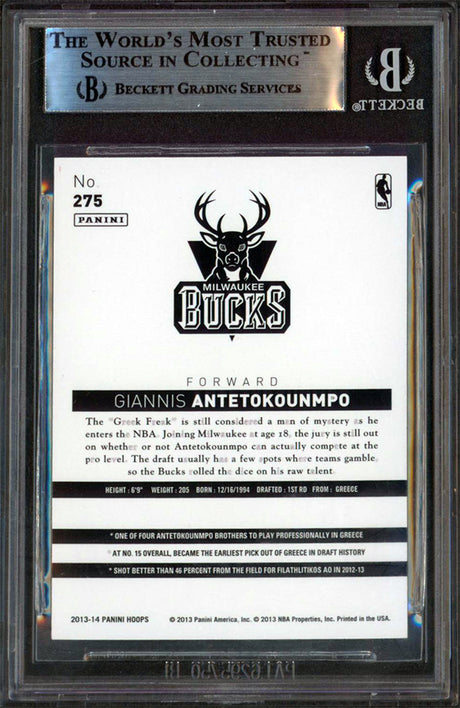 THE WORLD'S MOST TRUSTED
SOURCE IN COLLECTING™
BECKETT GRADING SERVICES
B
BECKETT®
No.
275
PANINI
NBA
MILWAUKEE
BUCKS
FORWARD
GIANNIS ANTETOKOUNMPO
The "Greek Freak" is still considered a man of mystery as he
enters the NBA. Joining Milwaukee at age 18, the jury is still out
on whether or not Antetokounmpo can actually compete at the
pro level. The draft usually has a few spots where teams gamble,
so the Bucks rolled the dice on his raw talent.
HEIGHT: 6'9" WEIGHT: 205 BORN: 12/16/1994 DRAFTED: 1ST RD FROM: GREECE
* ONE OF FOUR ANTETOKOUNMPO BROTHERS TO PLAY PROFESSIONALLY IN GREECE
* AT NO. 15 OVERALL, BECAME THE EARLIEST PICK OUT OF GREECE IN DRAFT HISTORY
* SHOT BETTER THAN 46 PERCENT FROM THE FIELD FOR FILATHLITIKOS AO IN 2012-13
2013-14 PANINI HOOPS © 2013 Panini America, Inc. © 2013 NBA Properties, Inc. Printed in the USA.